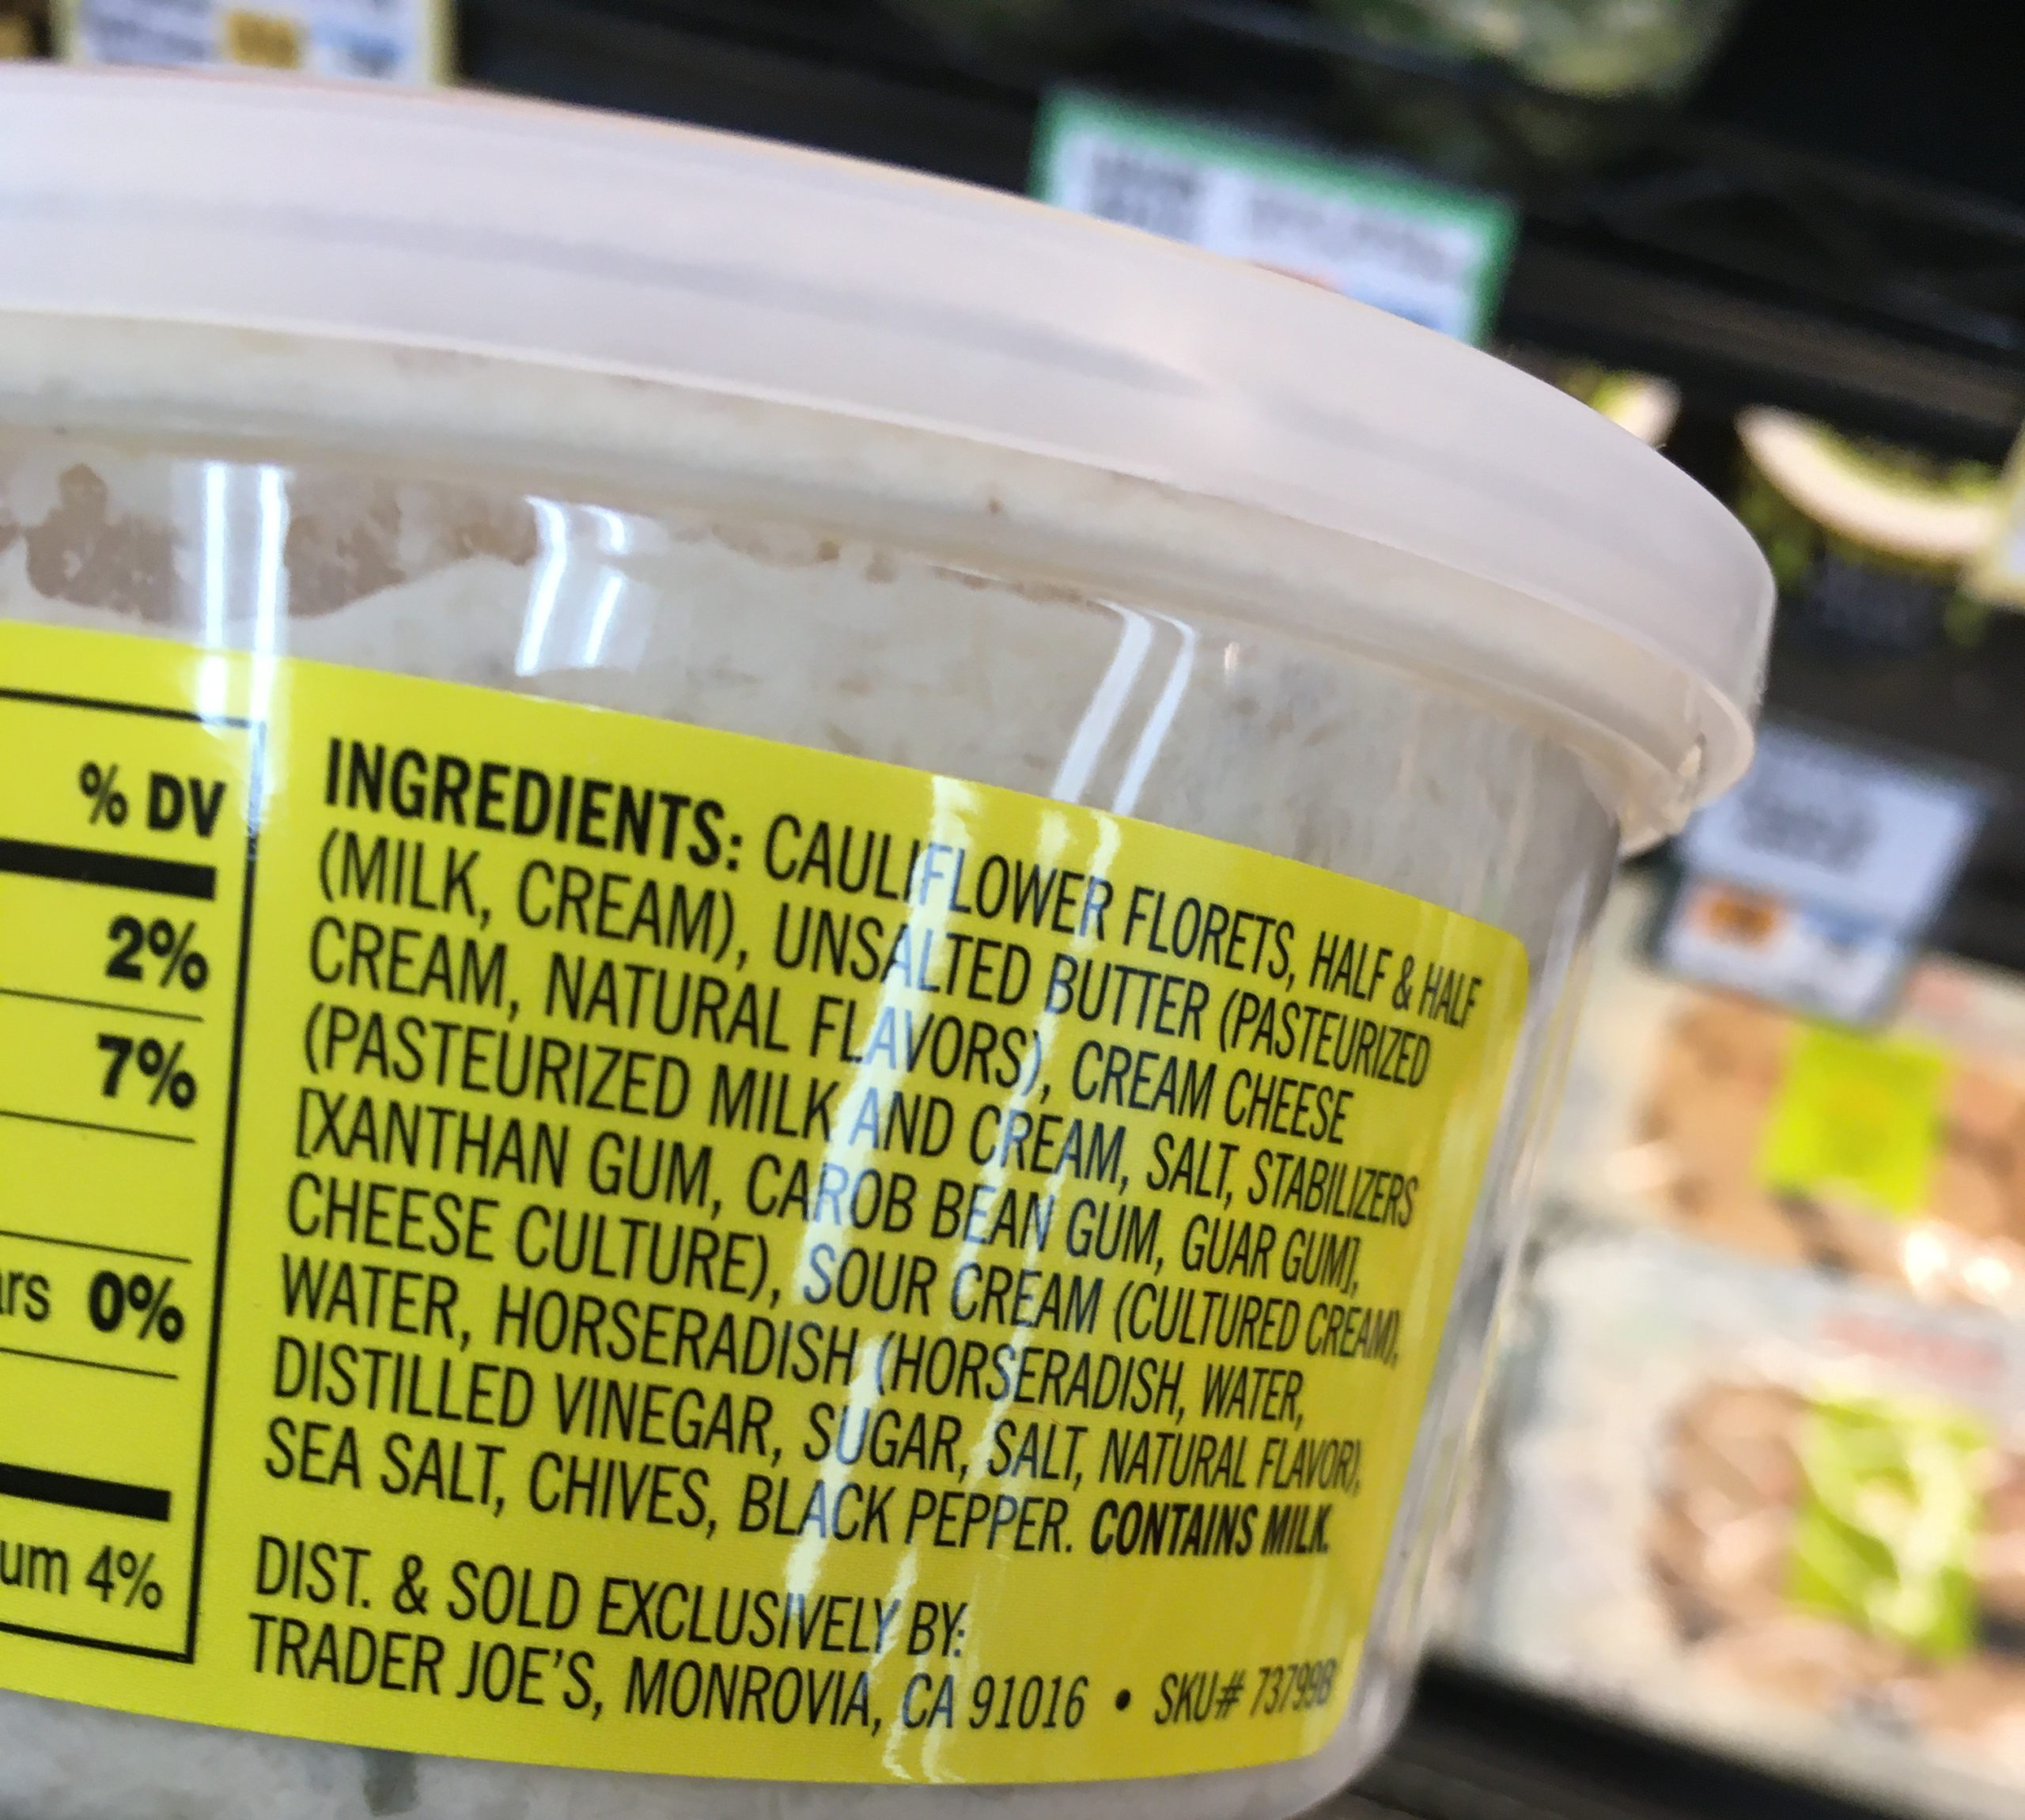 % DV
2%
7%
rs 0%
um 4%
INGREDIENTS: CAULIFLOWER FLORETS, HALF & HALF
(MILK, CREAM), UNSALTED BUTTER (PASTEURIZED
CREAM, NATURAL FLAVORS), CREAM CHEESE
(PASTEURIZED MILK AND CREAM, SALT, STABILIZERS
[XANTHAN GUM, CAROB BEAN GUM, GUAR GUM],
CHEESE CULTURE), SOUR CREAM (CULTURED CREAM),
WATER, HORSERADISH (HORSERADISH, WATER,
DISTILLED VINEGAR, SUGAR, SALT, NATURAL FLAVOR),
SEA SALT, CHIVES, BLACK PEPPER. CONTAINS MILK.
DIST. & SOLD EXCLUSIVELY BY:
TRADER JOE'S, MONROVIA, CA 91016 • SKU#